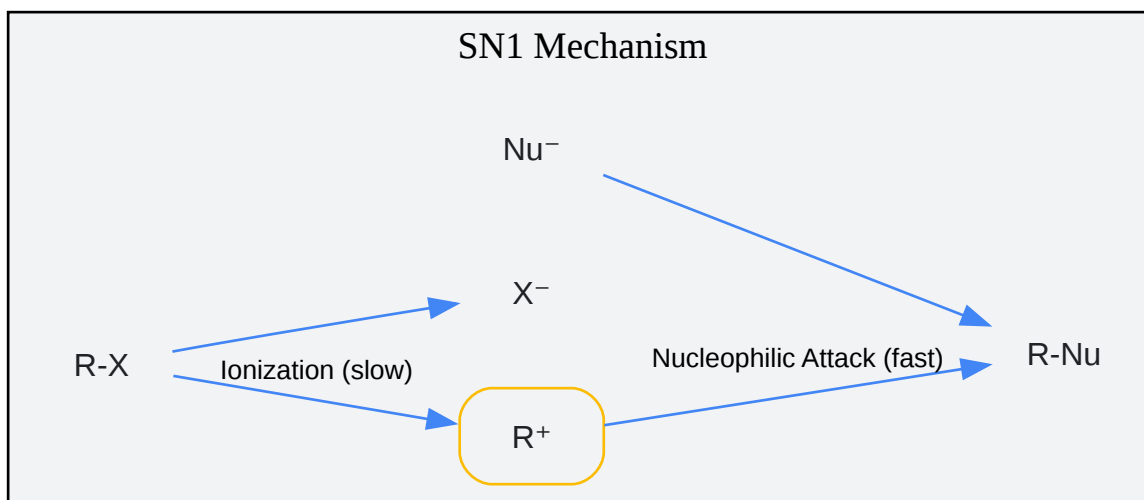 SN1 Mechanism
Nu⁻
X⁻
R-X
Ionization (slow)
Nucleophilic Attack (fast)
R-Nu
R⁺